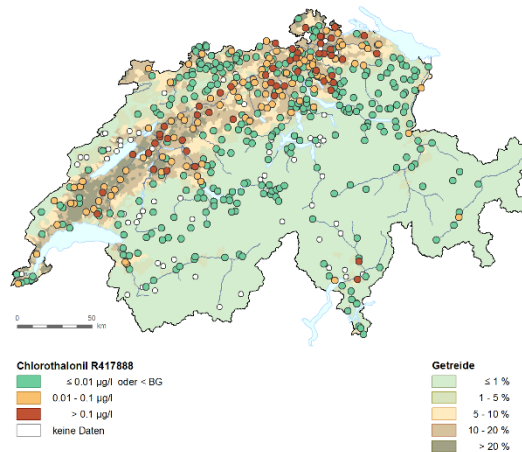 0 50
km
Chlorothalonil R417888
≤ 0.01 µg/l oder < BG
0.01 - 0.1 µg/l
> 0.1 µg/l
keine Daten
Getreide
≤ 1 %
1 - 5 %
5 - 10 %
10 - 20 %
> 20 %